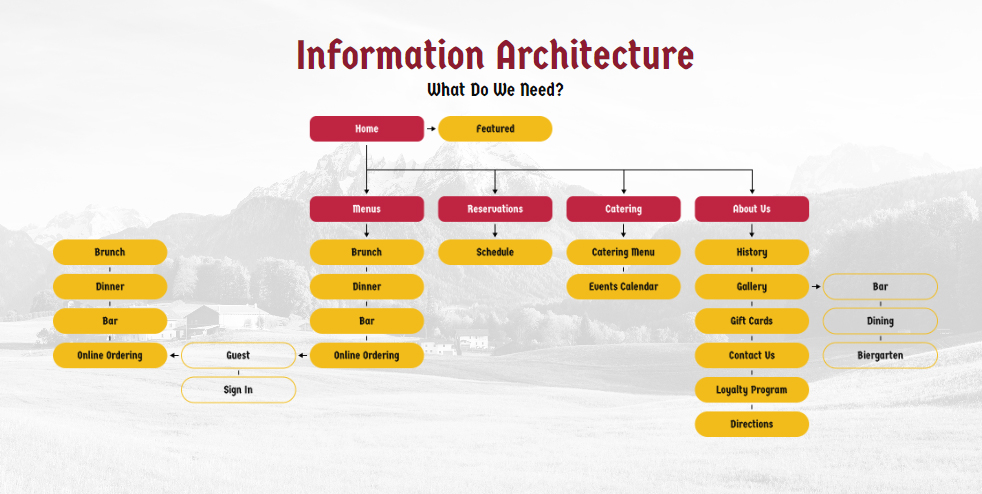 Information Architecture
What Do We Need?
Home
Featured
Menus
Reservations
Catering
About Us
Brunch
Brunch
Schedule
Catering Menu
History
Dinner
Dinner
Events Calendar
Gallery
Bar
Bar
Bar
Gift Cards
Dining
Online Ordering
Guest
Online Ordering
Contact Us
Biergarten
Sign In
Loyalty Program
Directions